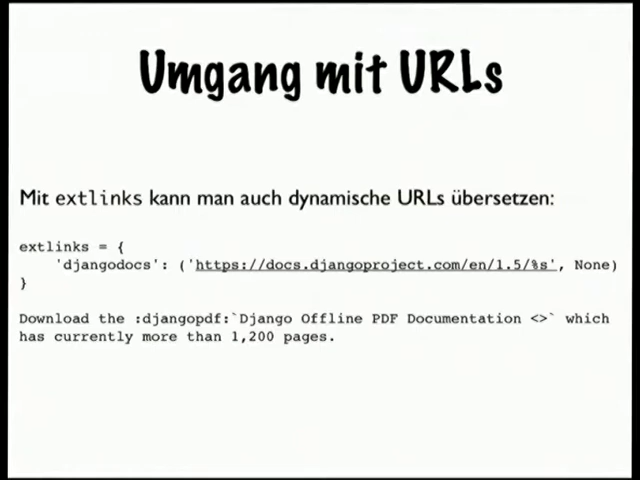 Umgang mit URLs
Mit extlinks kann man auch dynamische URLs übersetzen:
extlinks = {
    'djangodocs': ('https://docs.djangoproject.com/en/1.5/%s', None)
}
Download the :djangopdf:`Django Offline PDF Documentation <>` which
has currently more than 1,200 pages.